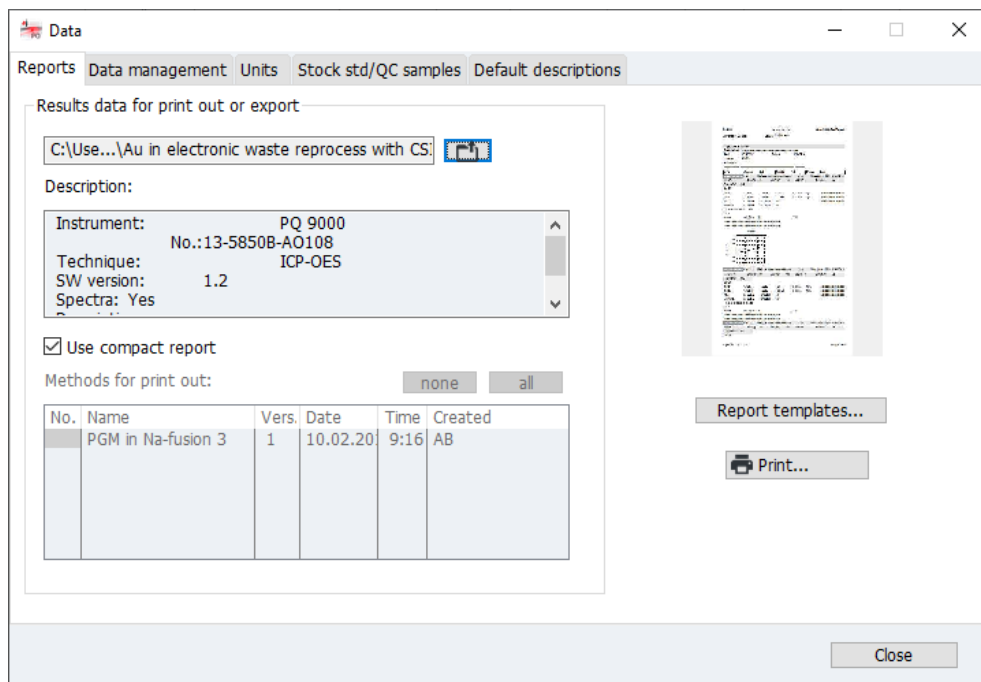 Data
Reports Data management Units Stock std/QC samples Default descriptions
Results data for print out or export
C:\Use...\Au in electronic waste reprocess with CS
Description:
Instrument: PQ 9000
No.:13-5850B-AO108
Technique: ICP-OES
SW version: 1.2
Spectra: Yes
Use compact report
Methods for print out:
none all
No. Name Vers. Date Time Created
PGM in Na-fusion 3 1 10.02.20 9:16 AB
Report templates...
Print...
Close